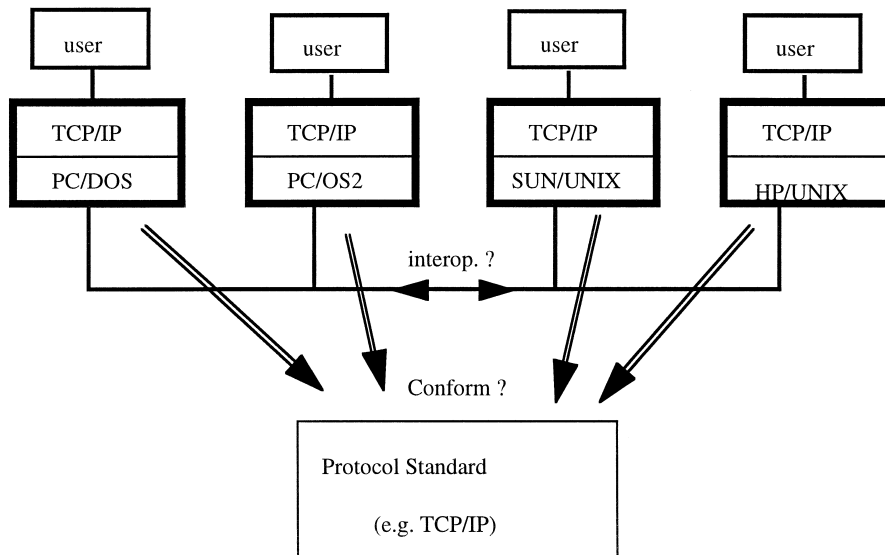 user
user
user
user
TCP/IP
TCP/IP
TCP/IP
TCP/IP
PC/DOS
PC/OS2
SUN/UNIX
HP/UNIX
interop. ?
Conform ?
Protocol Standard
(e.g. TCP/IP)